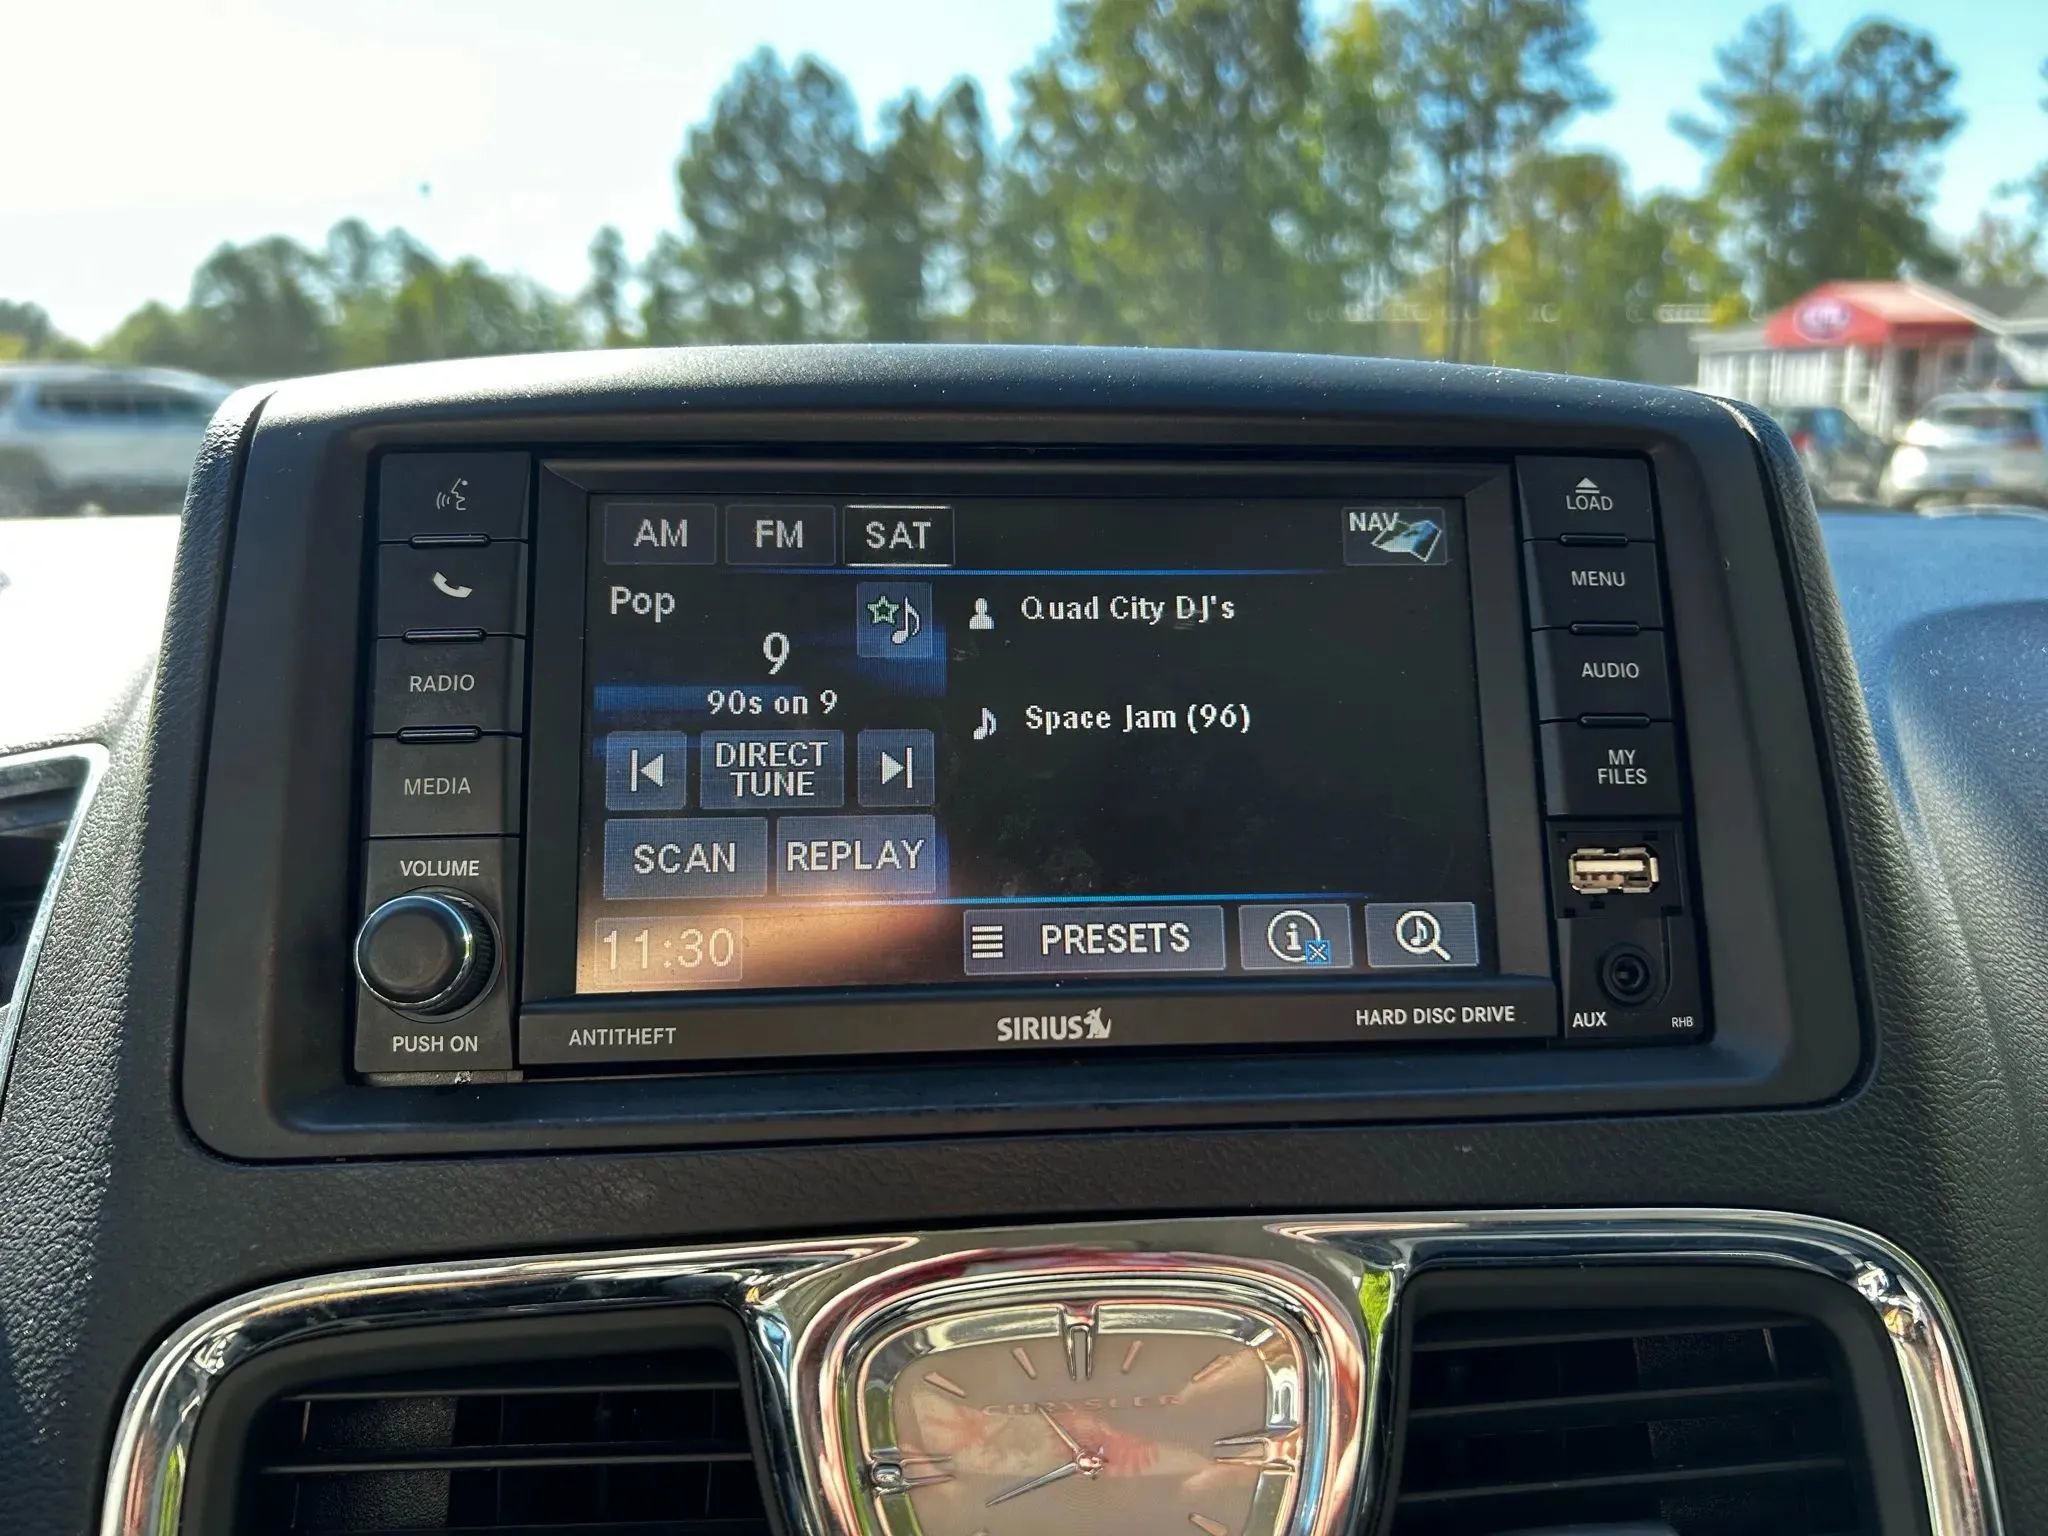 AM FM SAT NAV
Pop
9
90s on 9
Quad City DJ's
Space Jam (96)
DIRECT
TUNE
SCAN REPLAY
11:30 PRESETS i
RADIO
MEDIA
VOLUME
PUSH ON
LOAD
MENU
AUDIO
MY
FILES
AUX RHB
ANTITHEFT SIRIUS HARD DISC DRIVE
CHRYSLER